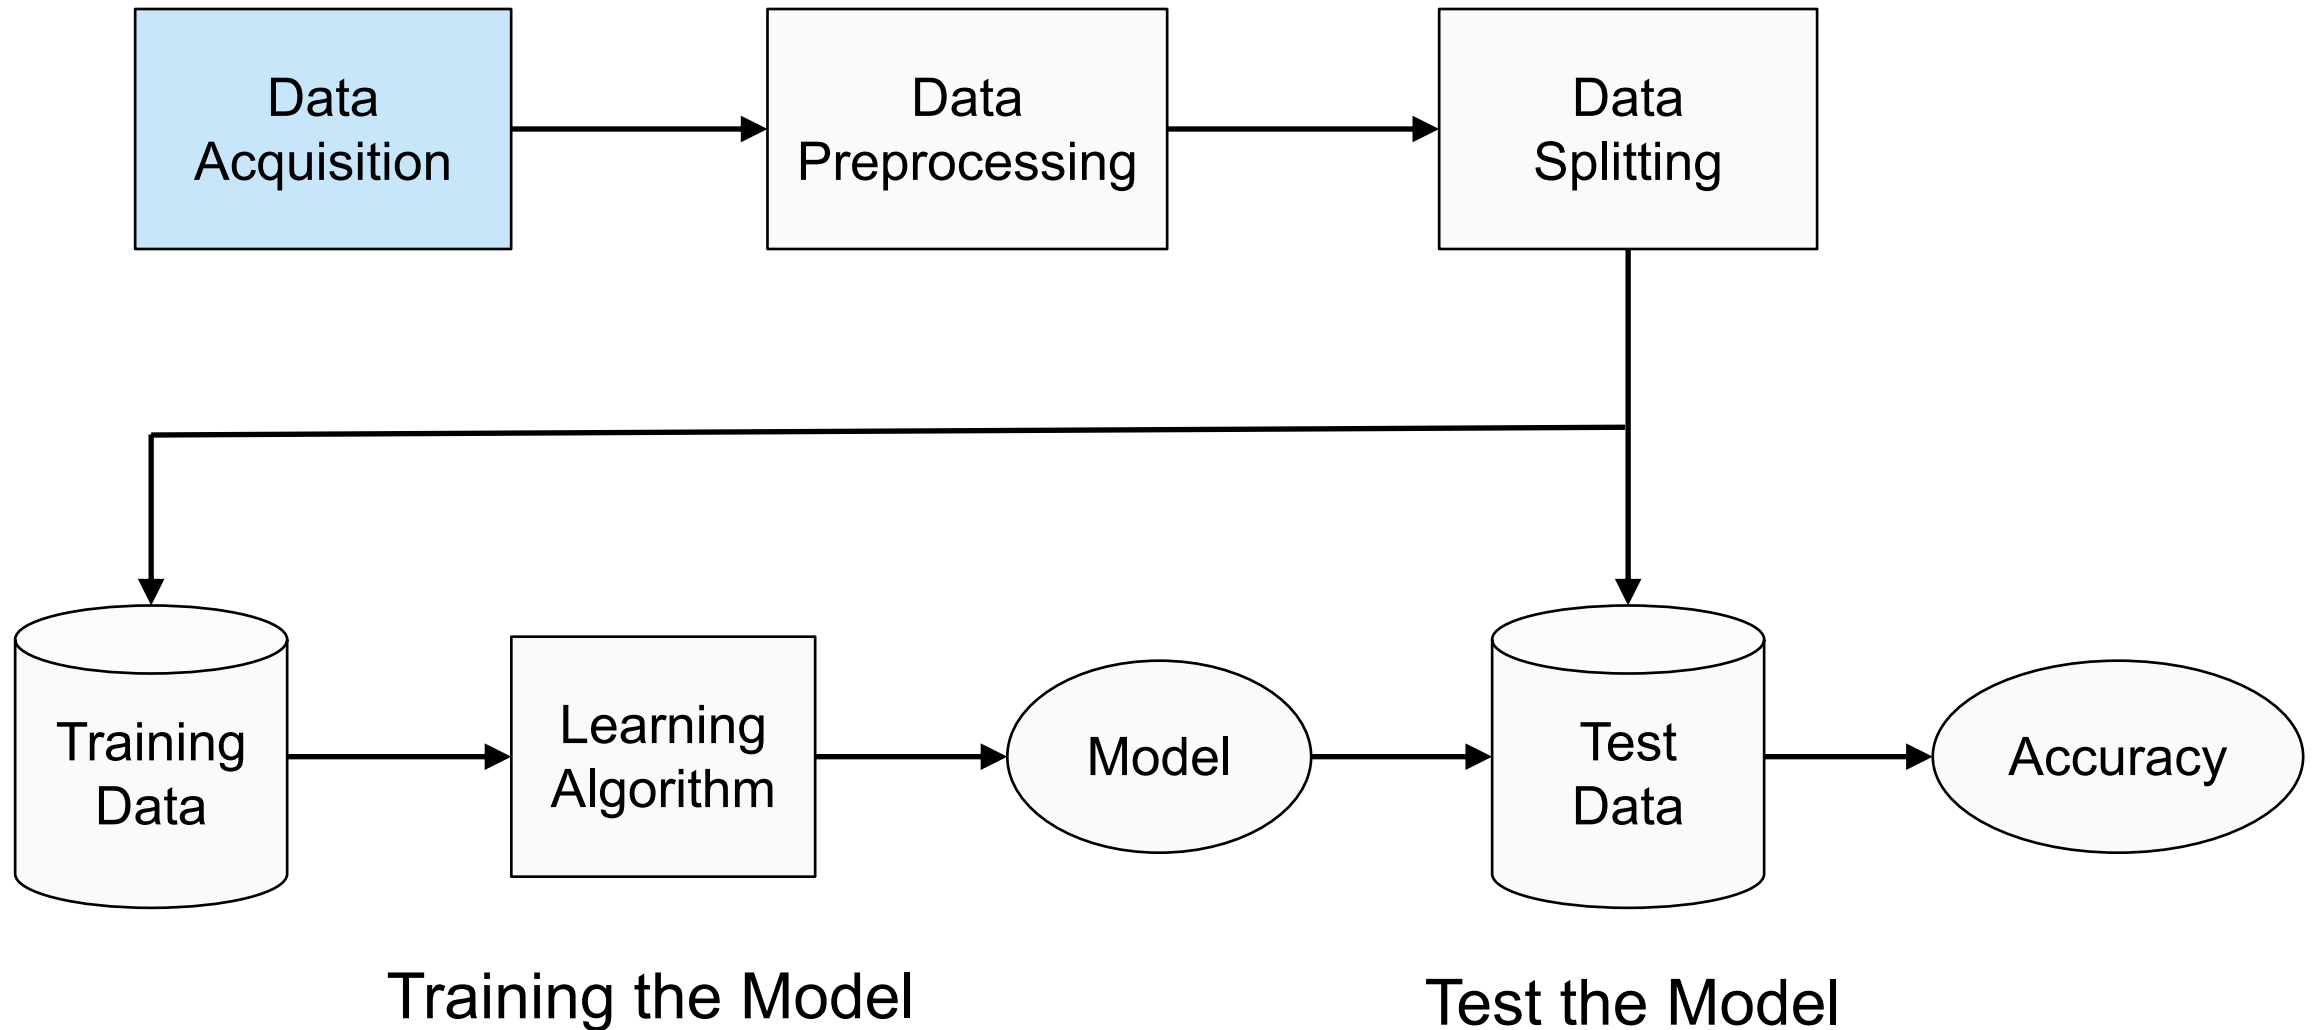 Data
Acquisition
Data
Preprocessing
Data
Splitting
Training
Data
Learning
Algorithm
Model
Test
Data
Accuracy
Training the Model
Test the Model